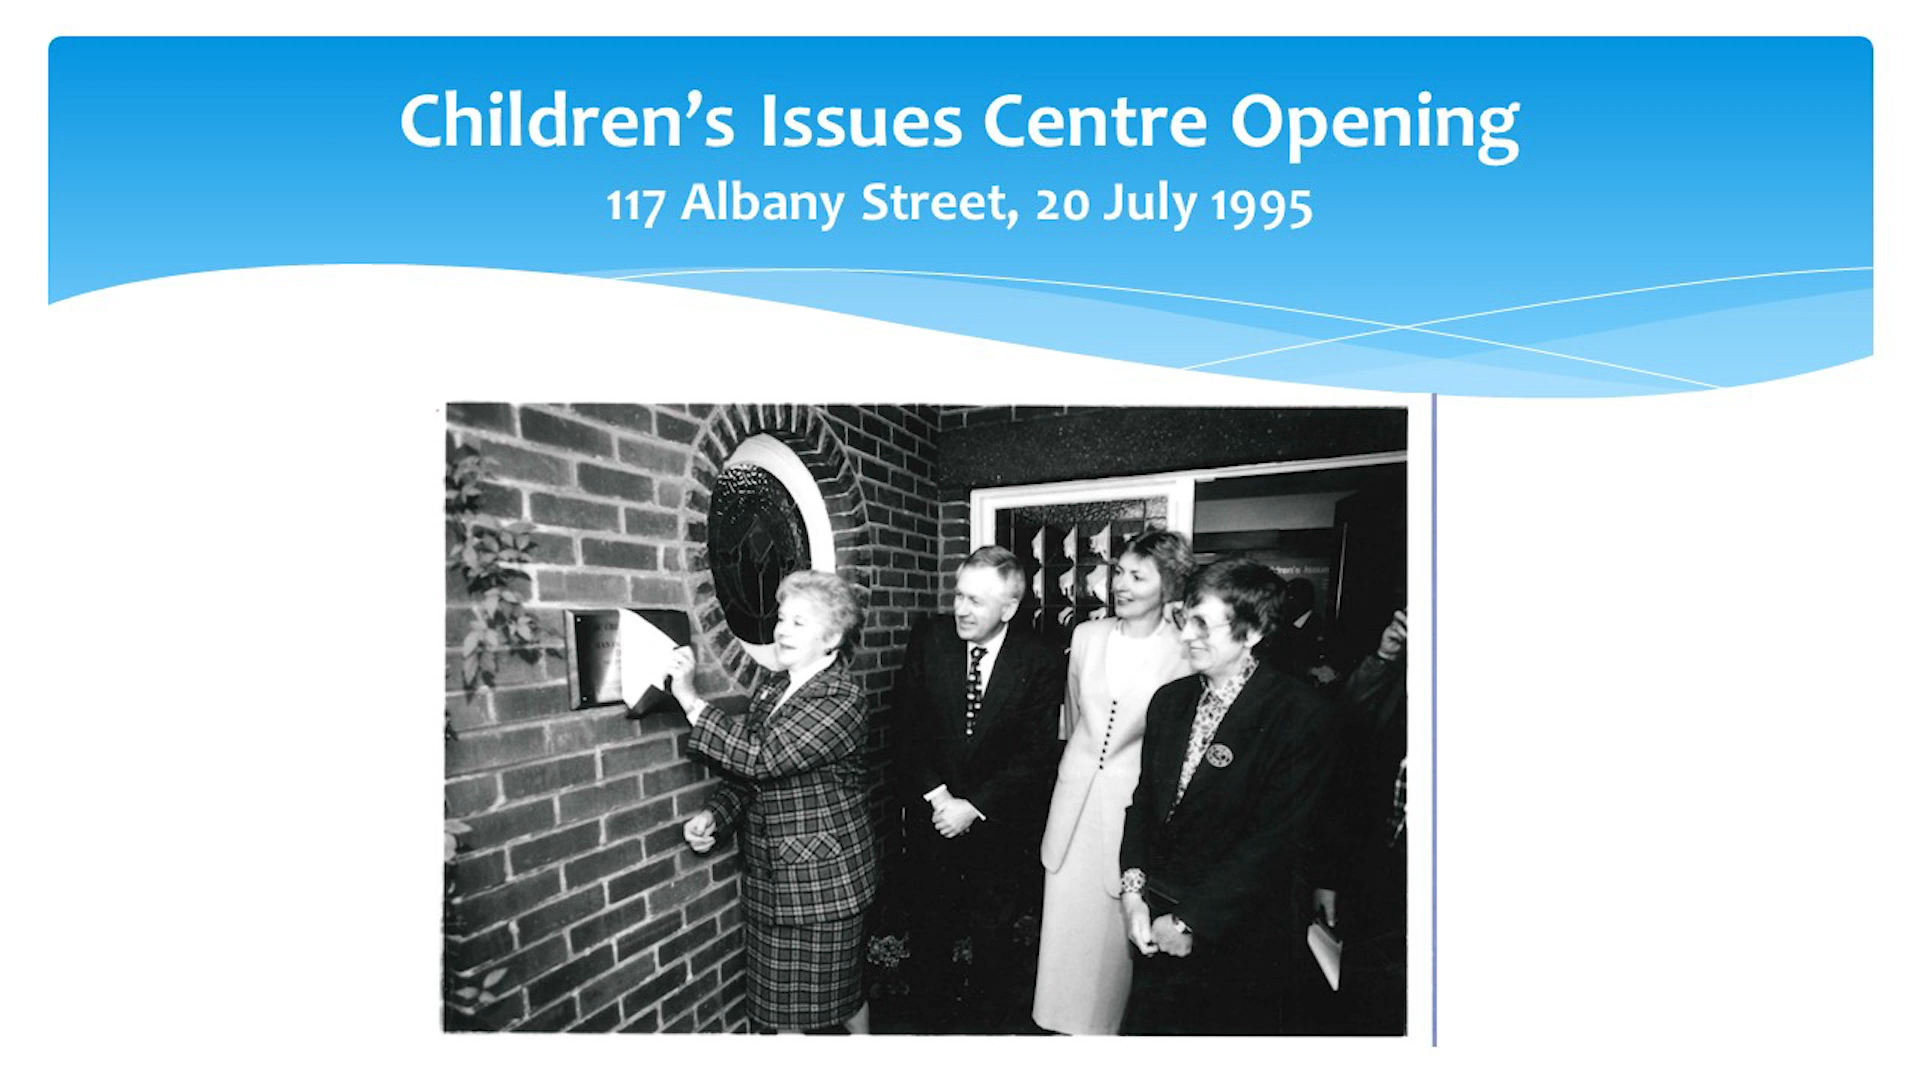 Children’s Issues Centre Opening
117 Albany Street, 20 July 1995